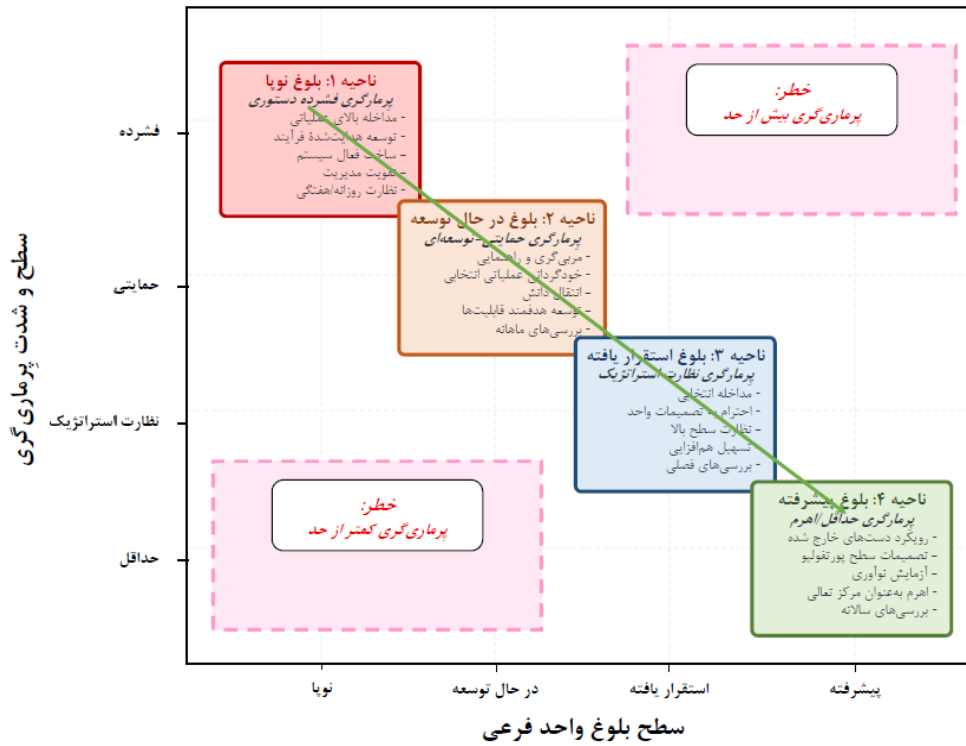 ناحیه ۱: بلوغ نوپا
پرمارگری فشرده دستوری
- مداخله بالای عملیاتی
- توسعه هدایت‌شدهٔ فرآیند
- ساخت فعال سیستم
- تقویت مدیریت
- نظارت روزانه/هفتگی
خطر:
پرماری‌گری بیش از حد
ناحیه ۲: بلوغ در حال توسعه
پرمارگری حمایتی-توسعه‌ای
- مربی‌گری و راهنمایی
- خودگردانی عملیاتی انتخابی
- انتقال دانش
- توسعه هدفمند قابلیت‌ها
- بررسی‌های ماهانه
ناحیه ۳: بلوغ استقرار یافته
پرمارگری نظارت استراتژیک
- مداخله انتخابی
- احترام به تصمیمات واحد
- نظارت سطح بالا
- تسهیل هم‌افزایی
- بررسی‌های فصلی
خطر:
پرماری‌گری کمتر از حد
ناحیه ۴: بلوغ پیشرفته
پرمارگری حداقل/اهرم
- رویکرد دست‌های خارج شده
- تصمیمات سطح پورتفولیو
- آزمایش نوآوری
- اهرم به‌عنوان مرکز تعالی
- بررسی‌های سالانه
سطح و شدت پِرماری‌گری
فشرده
حمایتی
نظارت استراتژیک
حداقل
نوپا
در حال توسعه
استقرار یافته
پیشرفته
سطح بلوغ واحد فرعی